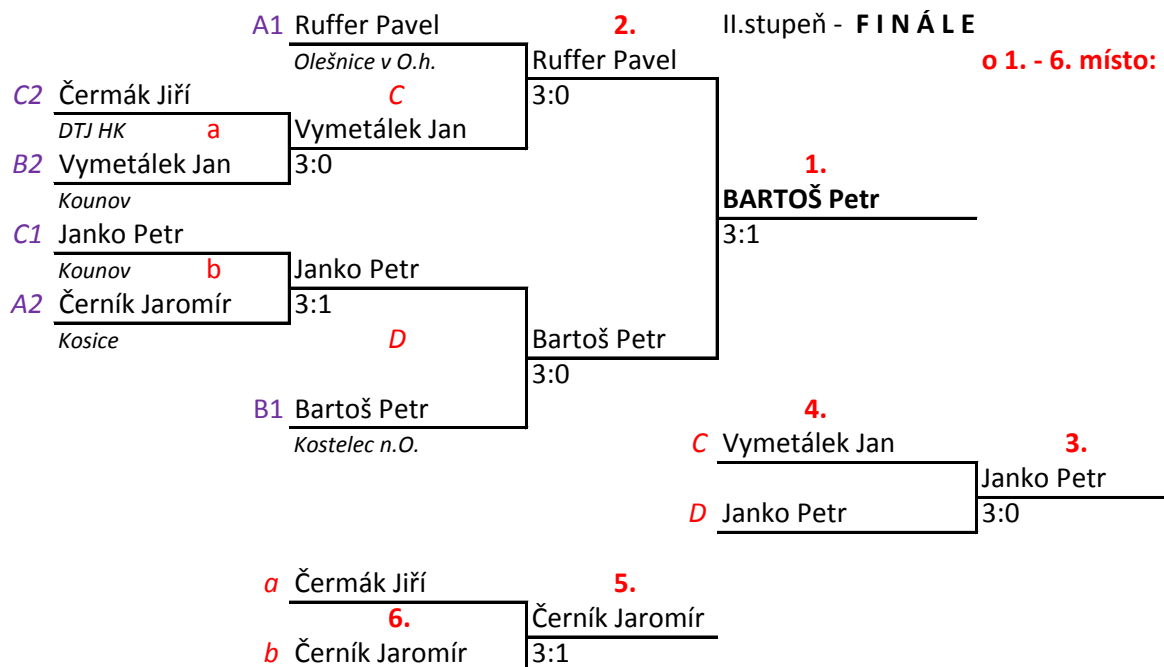 A1 Ruffer Pavel 2. II.stupeň - F I N Á L E
Olešnice v O.h. Ruffer Pavel o 1. - 6. místo:
C2 Čermák Jiří C 3:0
DTJ HK a Vymetálek Jan
B2 Vymetálek Jan 3:0 1.
Kounov BARTOŠ Petr
C1 Janko Petr 3:1
Kounov b Janko Petr
A2 Černík Jaromír 3:1
Kosice D Bartoš Petr
3:0
B1 Bartoš Petr 4.
Kostelec n.O. C Vymetálek Jan 3.
Janko Petr
D Janko Petr 3:0
a Čermák Jiří 5.
6. Černík Jaromír
b Černík Jaromír 3:1